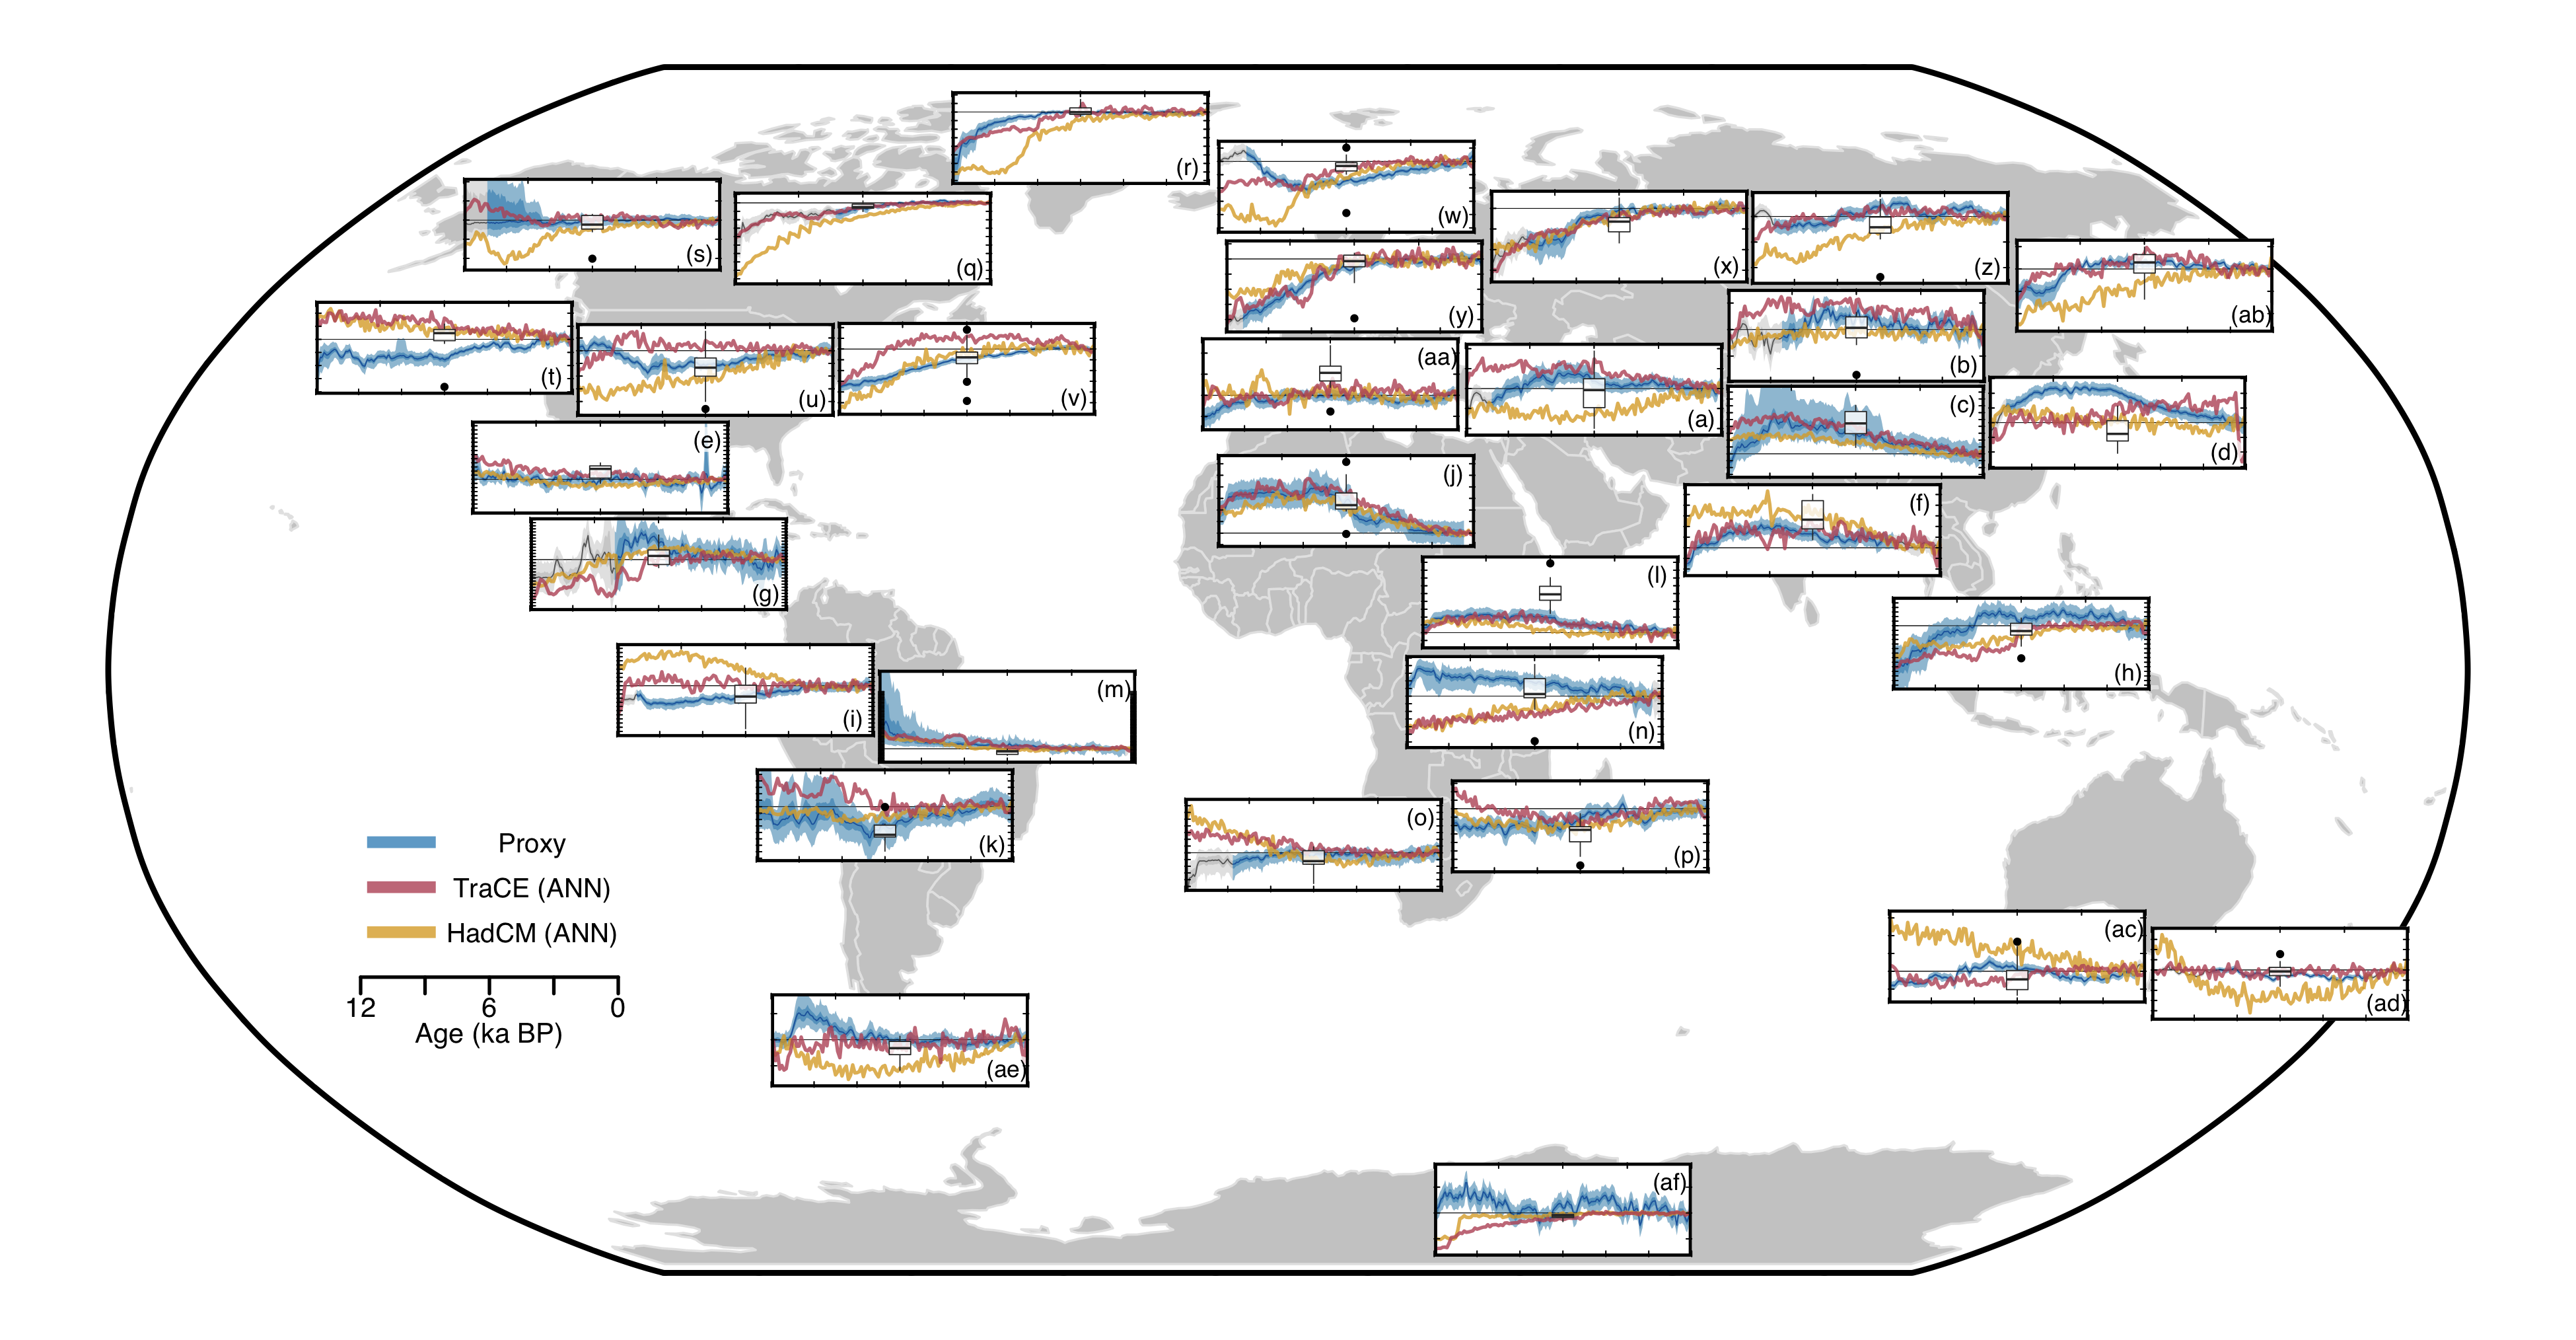 (r)
(w)
(s)
(q)
(x)
(z)
(ab)
(y)
(t)
(u)
(v)
(aa)
(a)
(b)
(c)
(d)
(e)
(j)
(f)
(g)
(l)
(h)
(i)
(m)
(n)
(k)
(o)
(p)
Proxy
TraCE (ANN)
HadCM (ANN)
12 6 0
Age (ka BP)
(ac)
(ad)
(ae)
(af)